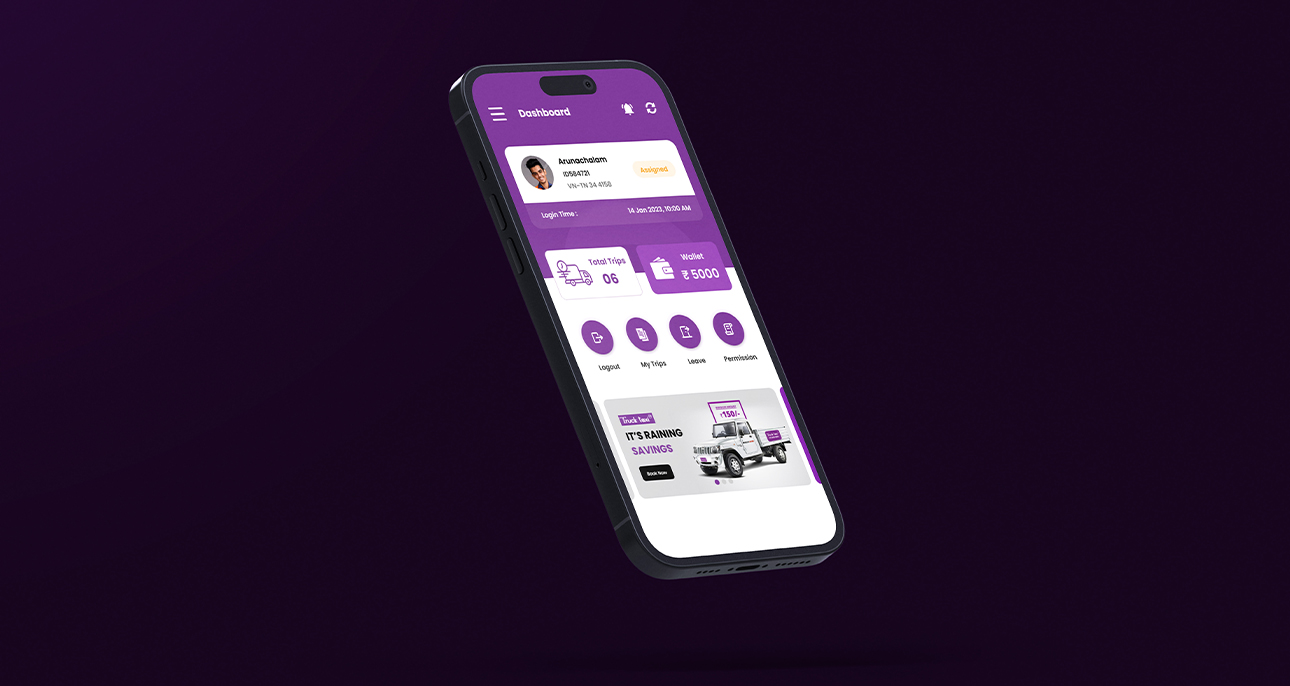 Dashboard
Arunachalam
ID584721
VN-TN 34 4158
Assigned
Login Time :
14 Jan 2023, 10:00 AM
Total Trips
06
Wallet
₹ 5000
Logout
My Trips
Leave
Permission
Truck taxi
₹150/-
IT'S RAINING
SAVINGS
Book Now